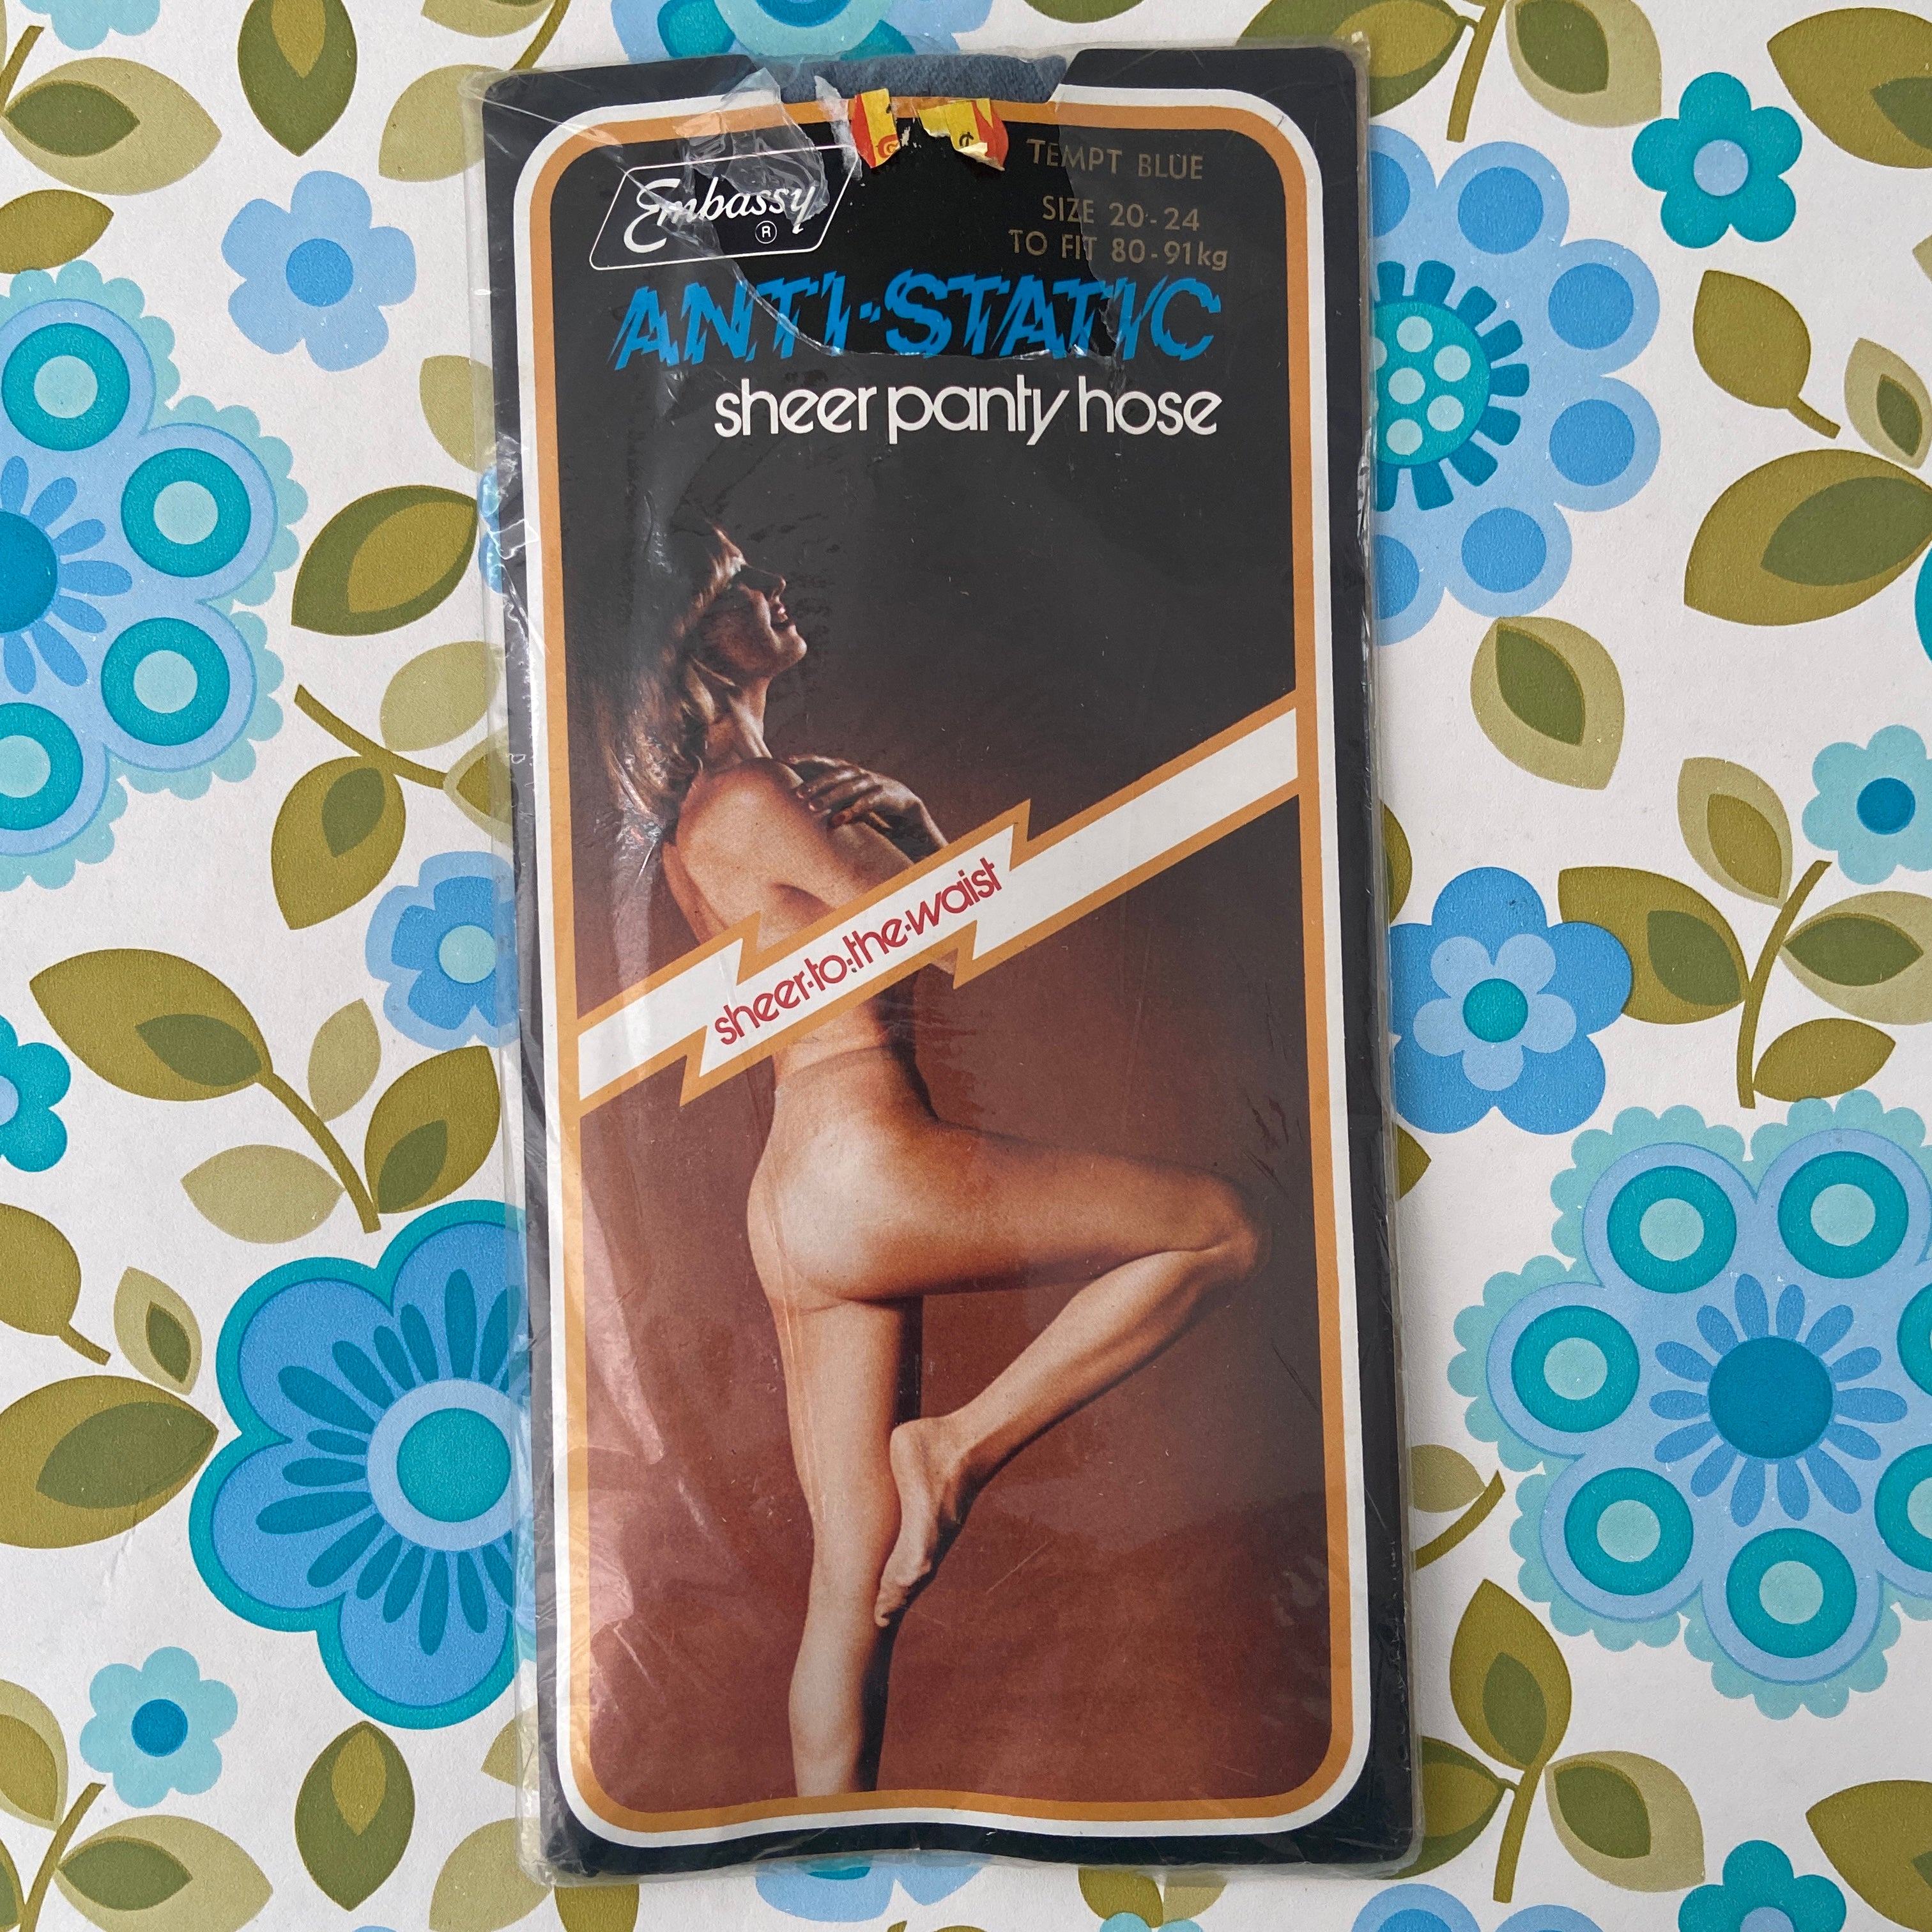 Embassy
®
TEMPT BLUE
SIZE 20-24
TO FIT 80-91kg
ANTI-STATIC
sheer panty hose
sheer-to-the-waist